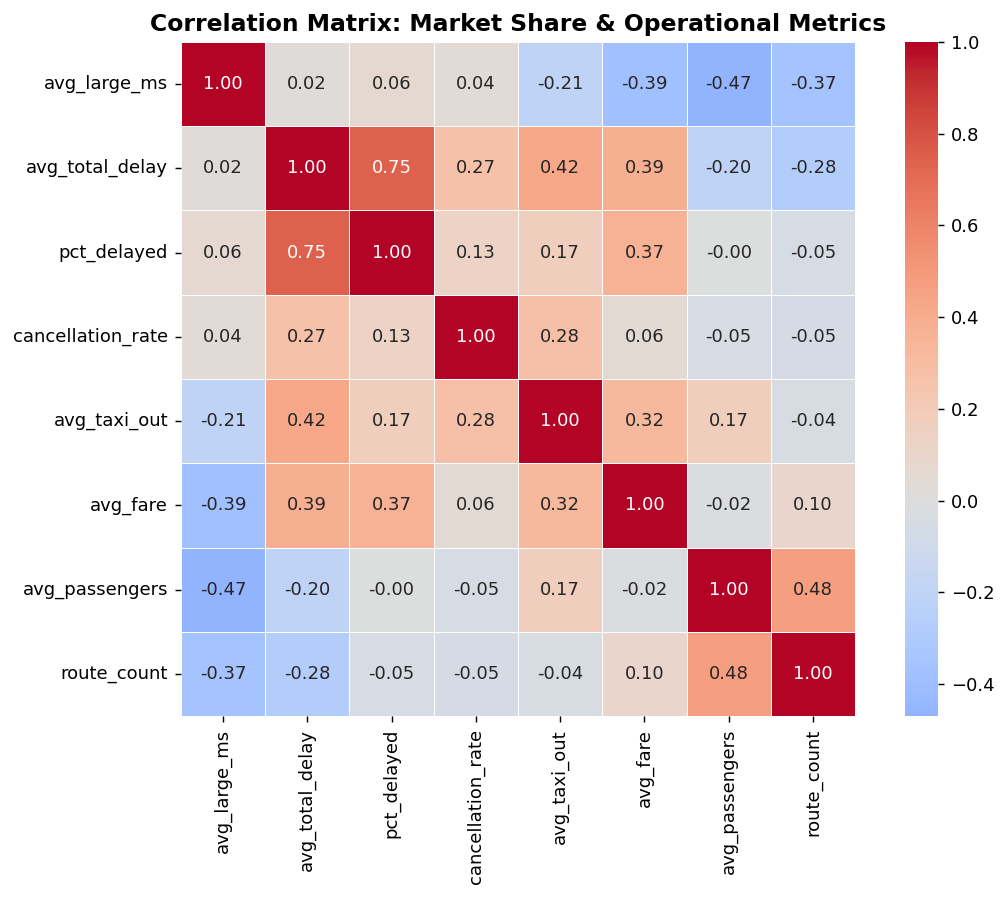 Correlation Matrix: Market Share & Operational Metrics
avg_large_ms 1.00 0.02 0.06 0.04 -0.21 -0.39 -0.47 -0.37
avg_total_delay 0.02 1.00 0.75 0.27 0.42 0.39 -0.20 -0.28
pct_delayed 0.06 0.75 1.00 0.13 0.17 0.37 -0.00 -0.05
cancellation_rate 0.04 0.27 0.13 1.00 0.28 0.06 -0.05 -0.05
avg_taxi_out -0.21 0.42 0.17 0.28 1.00 0.32 0.17 -0.04
avg_fare -0.39 0.39 0.37 0.06 0.32 1.00 -0.02 0.10
avg_passengers -0.47 -0.20 -0.00 -0.05 0.17 -0.02 1.00 0.48
route_count -0.37 -0.28 -0.05 -0.05 -0.04 0.10 0.48 1.00
avg_large_ms
avg_total_delay
pct_delayed
cancellation_rate
avg_taxi_out
avg_fare
avg_passengers
route_count
1.0
0.8
0.6
0.4
0.2
0.0
−0.2
−0.4